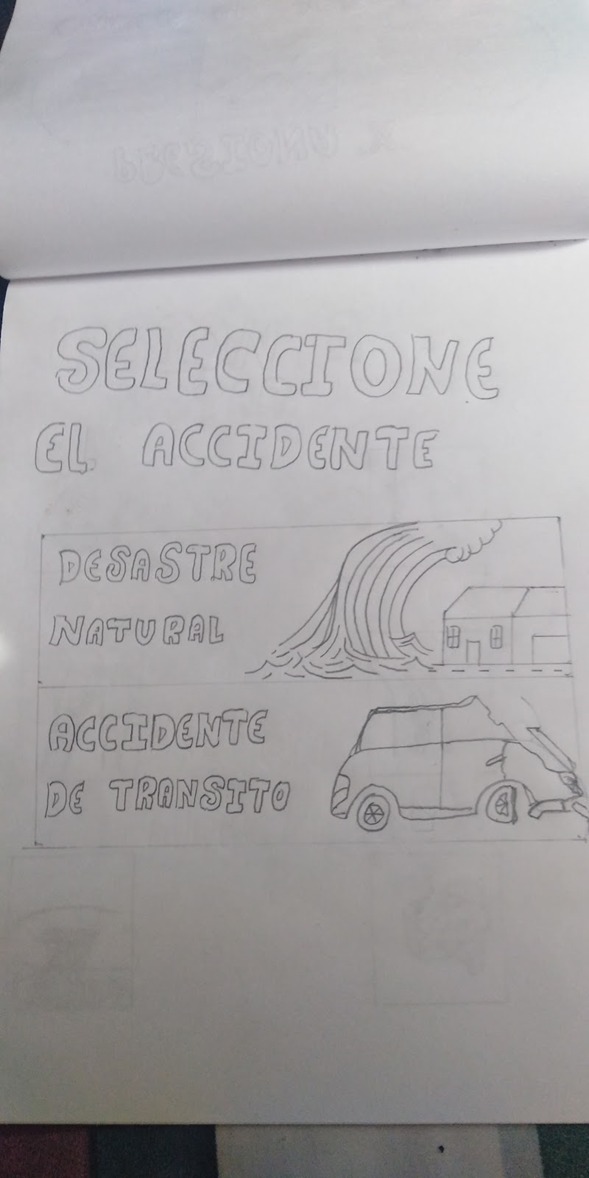 SELECCIONE
EL ACCIDENTE
DESASTRE
NATURAL
ACCIDENTE
DE TRANSITO